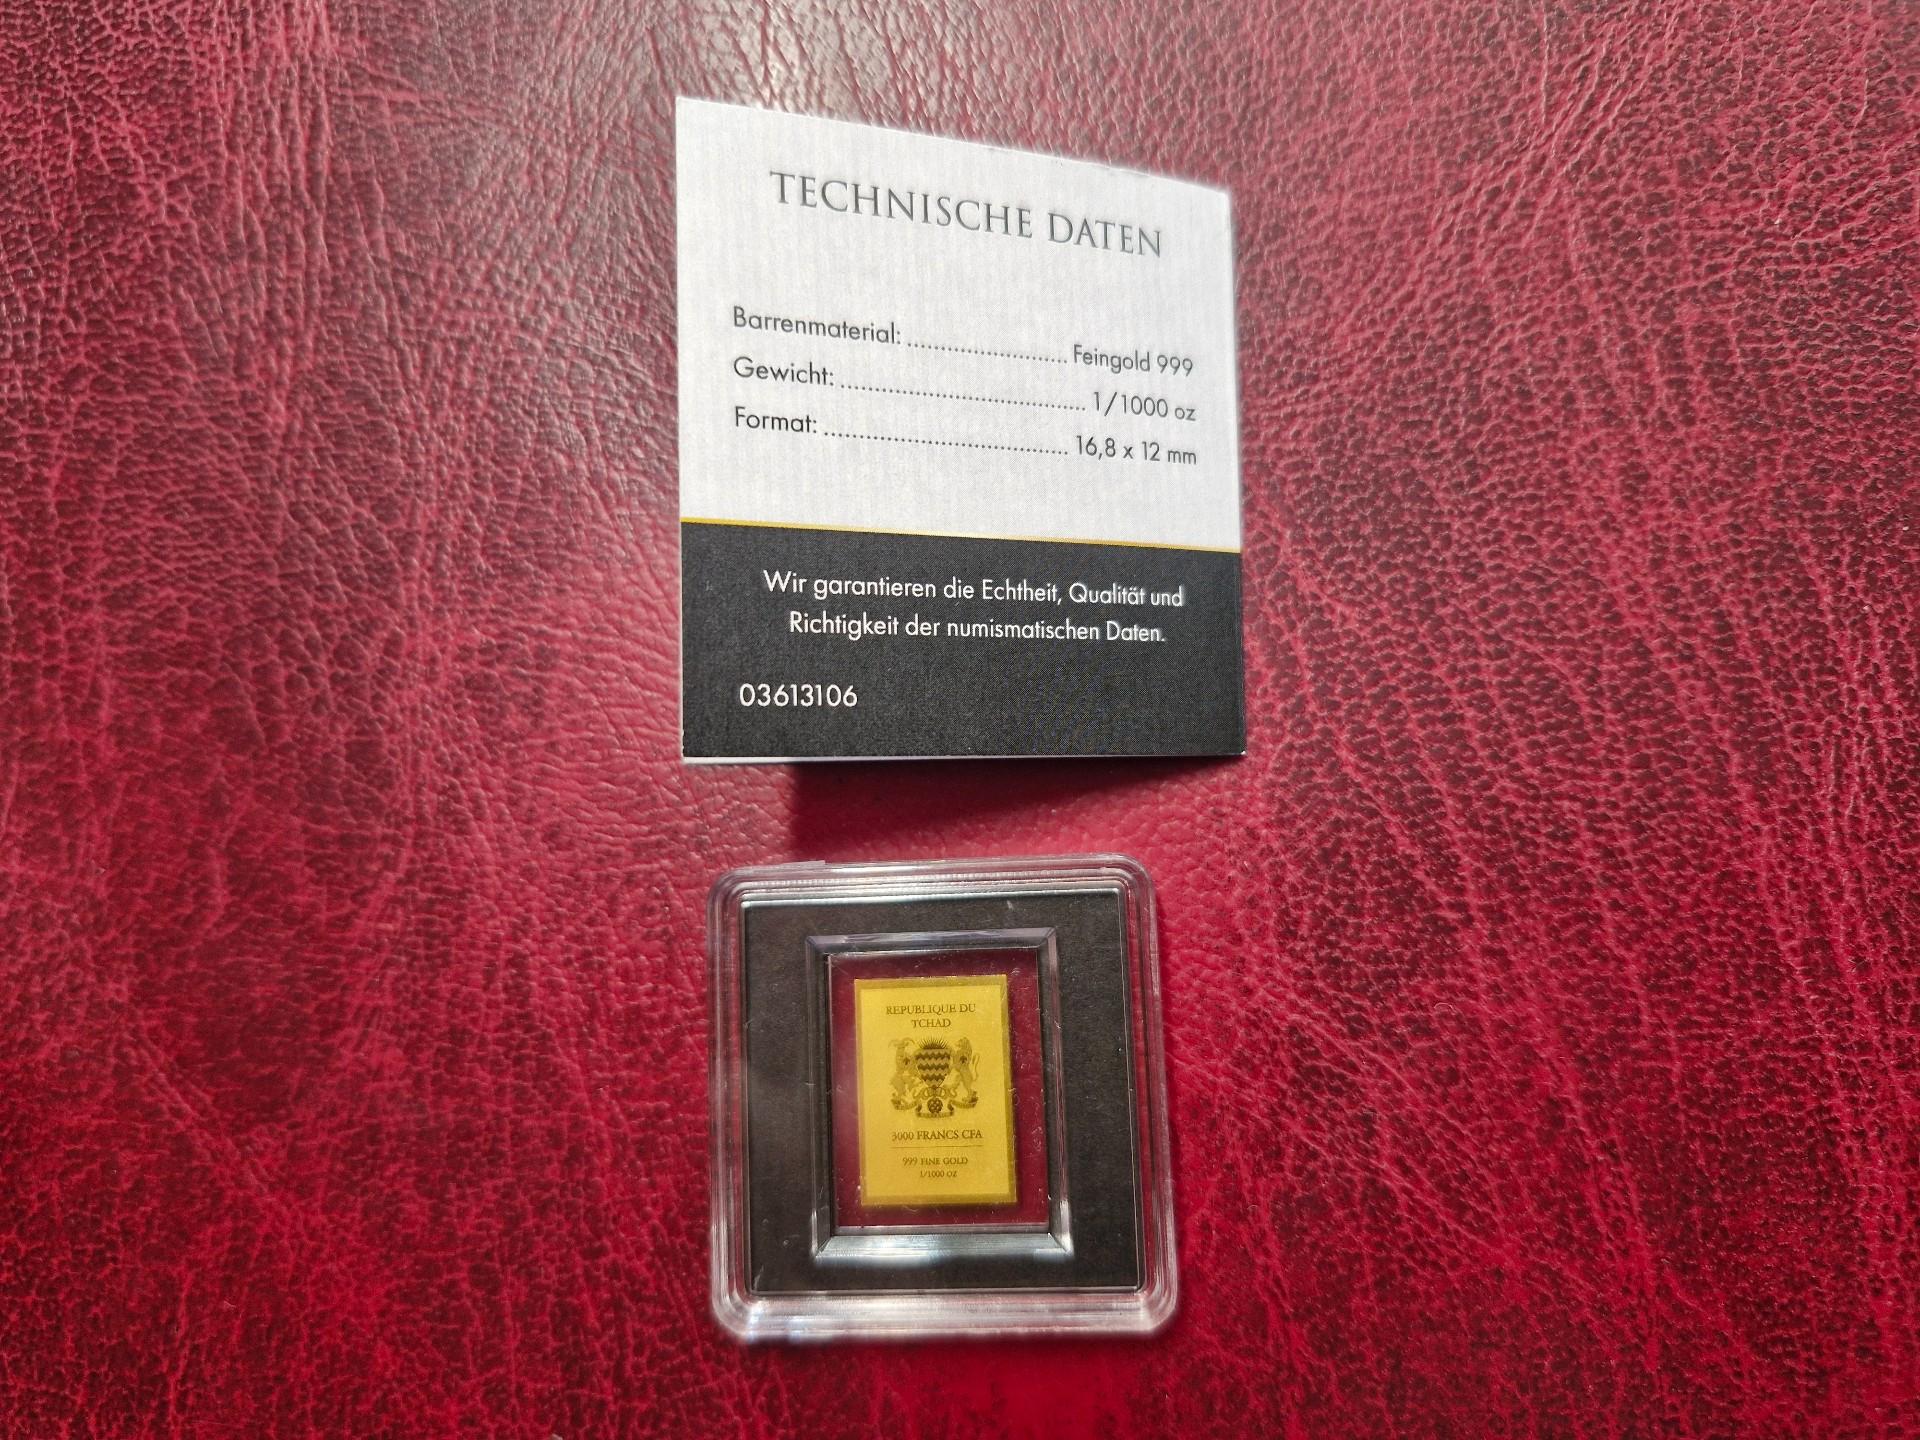 TECHNISCHE DATEN
Barrenmaterial: ........................ Feingold 999
Gewicht: .................................... 1/1000 oz
Format: .................................... 16,8 x 12 mm
Wir garantieren die Echtheit, Qualität und
Richtigkeit der numismatischen Daten.
03613106
REPUBLIQUE DU
TCHAD
3000 FRANCS CFA
999 FINE GOLD
1/1000 OZ